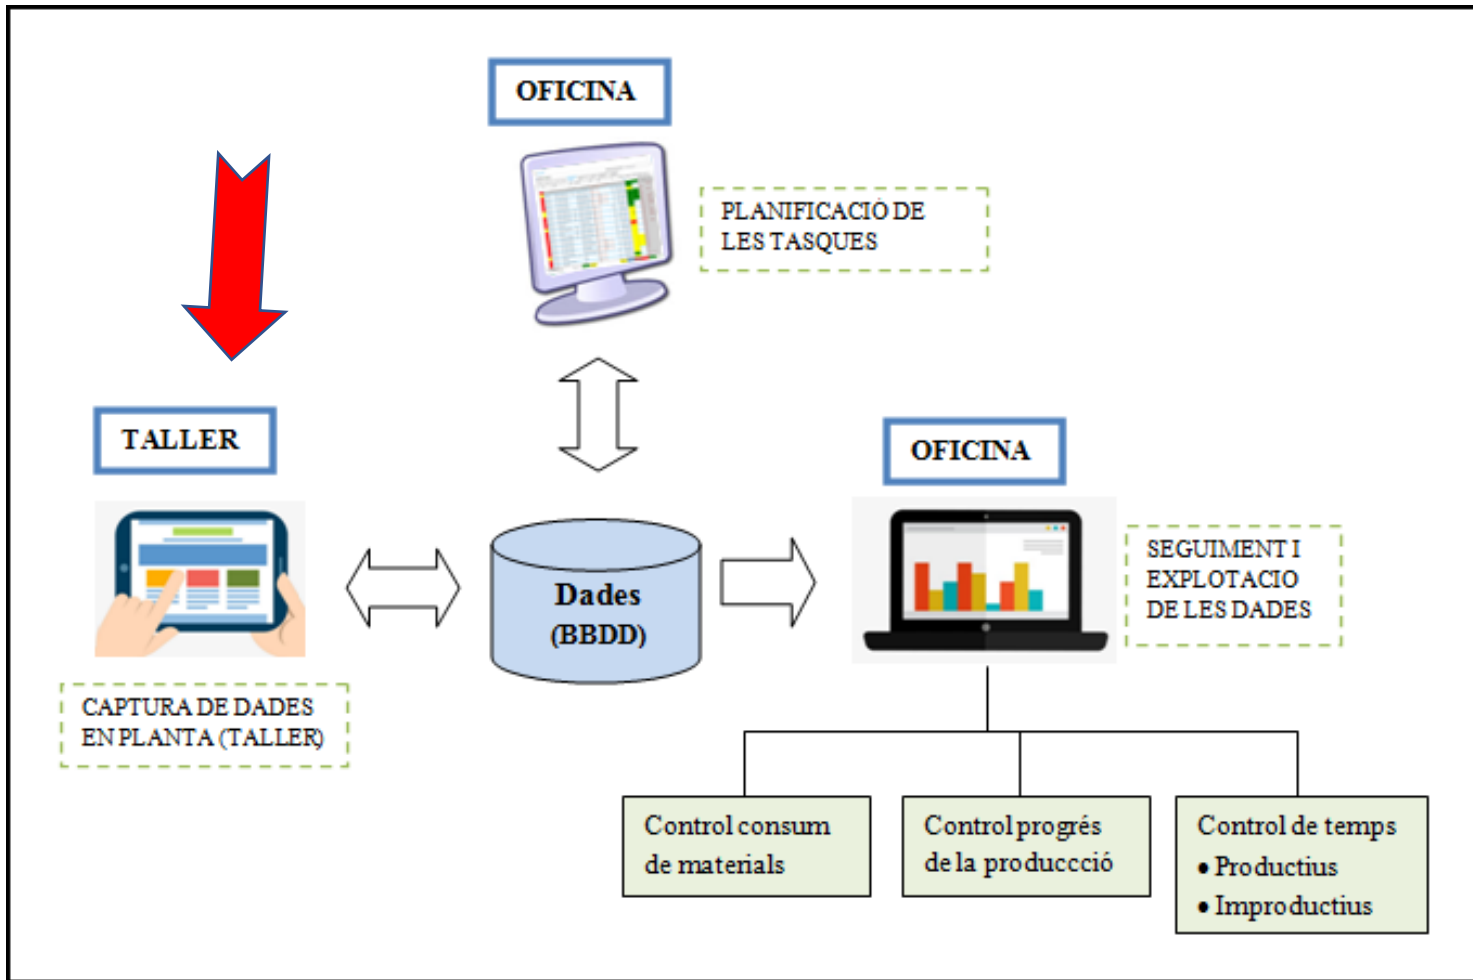 OFICINA
PLANIFICACIÓ DE
LES TASQUES
TALLER
CAPTURA DE DADES
EN PLANTA (TALLER)
Dades
(BBDD)
OFICINA
SEGUIMENT I
EXPLOTACIO
DE LES DADES
Control consum
de materials
Control progrés
de la produccció
Control de temps
• Productius
• Improductius